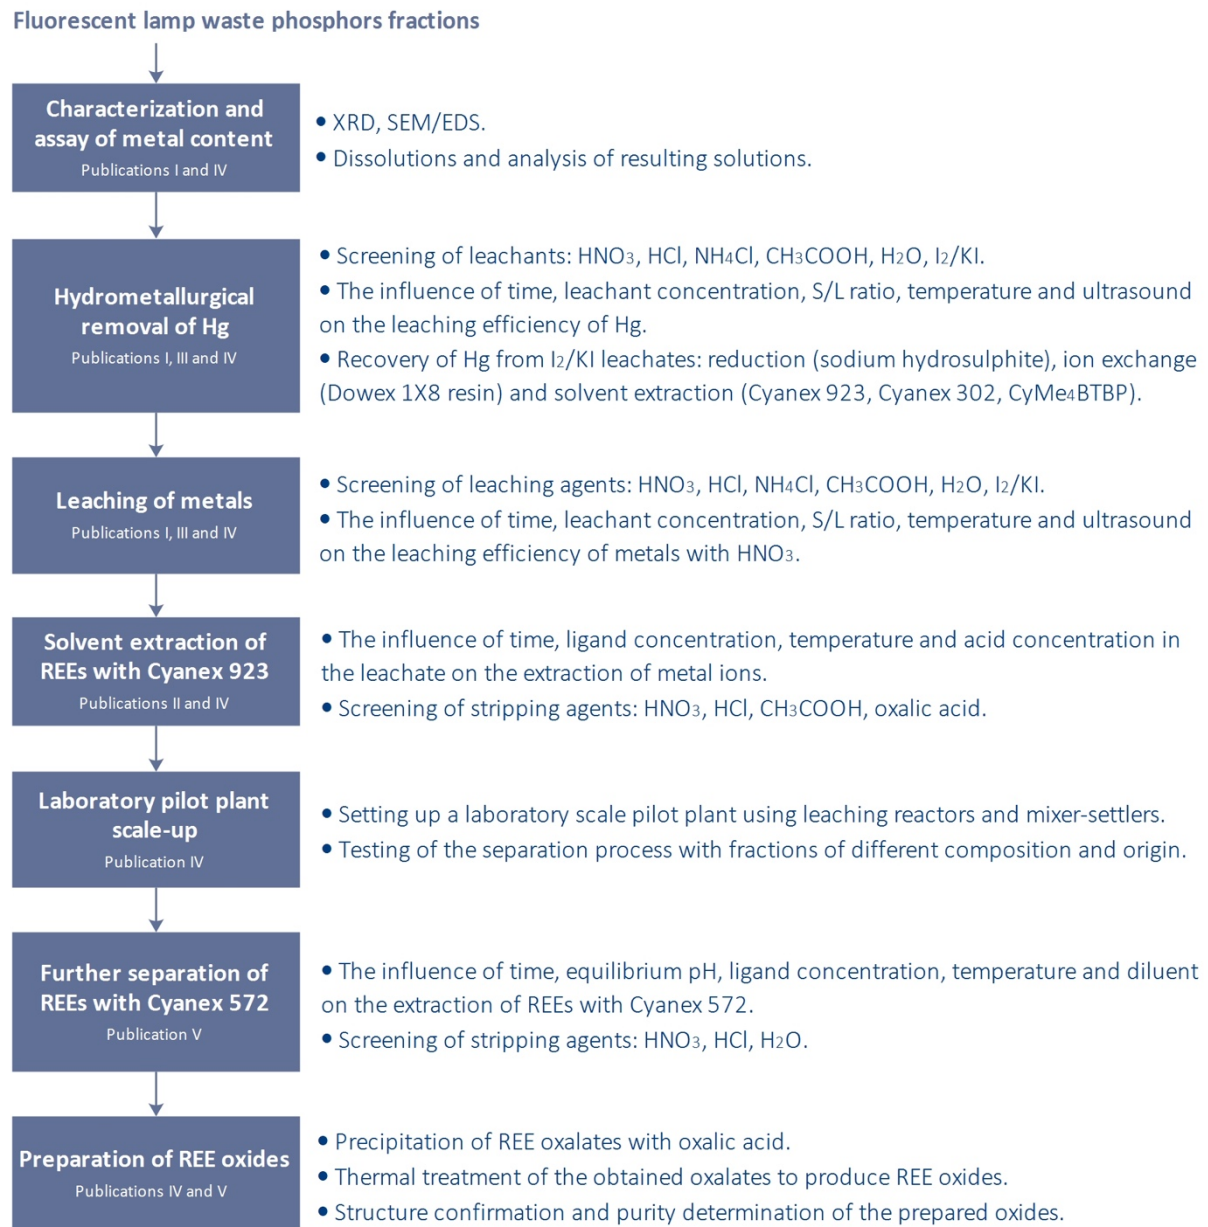 Fluorescent lamp waste phosphors fractions
Characterization and
assay of metal content
Publications I and IV
• XRD, SEM/EDS.
• Dissolutions and analysis of resulting solutions.
Hydrometallurgical
removal of Hg
Publications I, III and IV
• Screening of leachants: HNO₃, HCl, NH₄Cl, CH₃COOH, H₂O, I₂/KI.
• The influence of time, leachant concentration, S/L ratio, temperature and ultrasound
on the leaching efficiency of Hg.
• Recovery of Hg from I₂/KI leachates: reduction (sodium hydrosulphite), ion exchange
(Dowex 1X8 resin) and solvent extraction (Cyanex 923, Cyanex 302, CyMe₄BTBP).
Leaching of metals
Publications I, III and IV
• Screening of leaching agents: HNO₃, HCl, NH₄Cl, CH₃COOH, H₂O, I₂/KI.
• The influence of time, leachant concentration, S/L ratio, temperature and ultrasound
on the leaching efficiency of metals with HNO₃.
Solvent extraction of
REEs with Cyanex 923
Publications II and IV
• The influence of time, ligand concentration, temperature and acid concentration in
the leachate on the extraction of metal ions.
• Screening of stripping agents: HNO₃, HCl, CH₃COOH, oxalic acid.
Laboratory pilot plant
scale-up
Publication IV
• Setting up a laboratory scale pilot plant using leaching reactors and mixer-settlers.
• Testing of the separation process with fractions of different composition and origin.
Further separation of
REEs with Cyanex 572
Publication V
• The influence of time, equilibrium pH, ligand concentration, temperature and diluent
on the extraction of REEs with Cyanex 572.
• Screening of stripping agents: HNO₃, HCl, H₂O.
Preparation of REE oxides
Publications IV and V
• Precipitation of REE oxalates with oxalic acid.
• Thermal treatment of the obtained oxalates to produce REE oxides.
• Structure confirmation and purity determination of the prepared oxides.